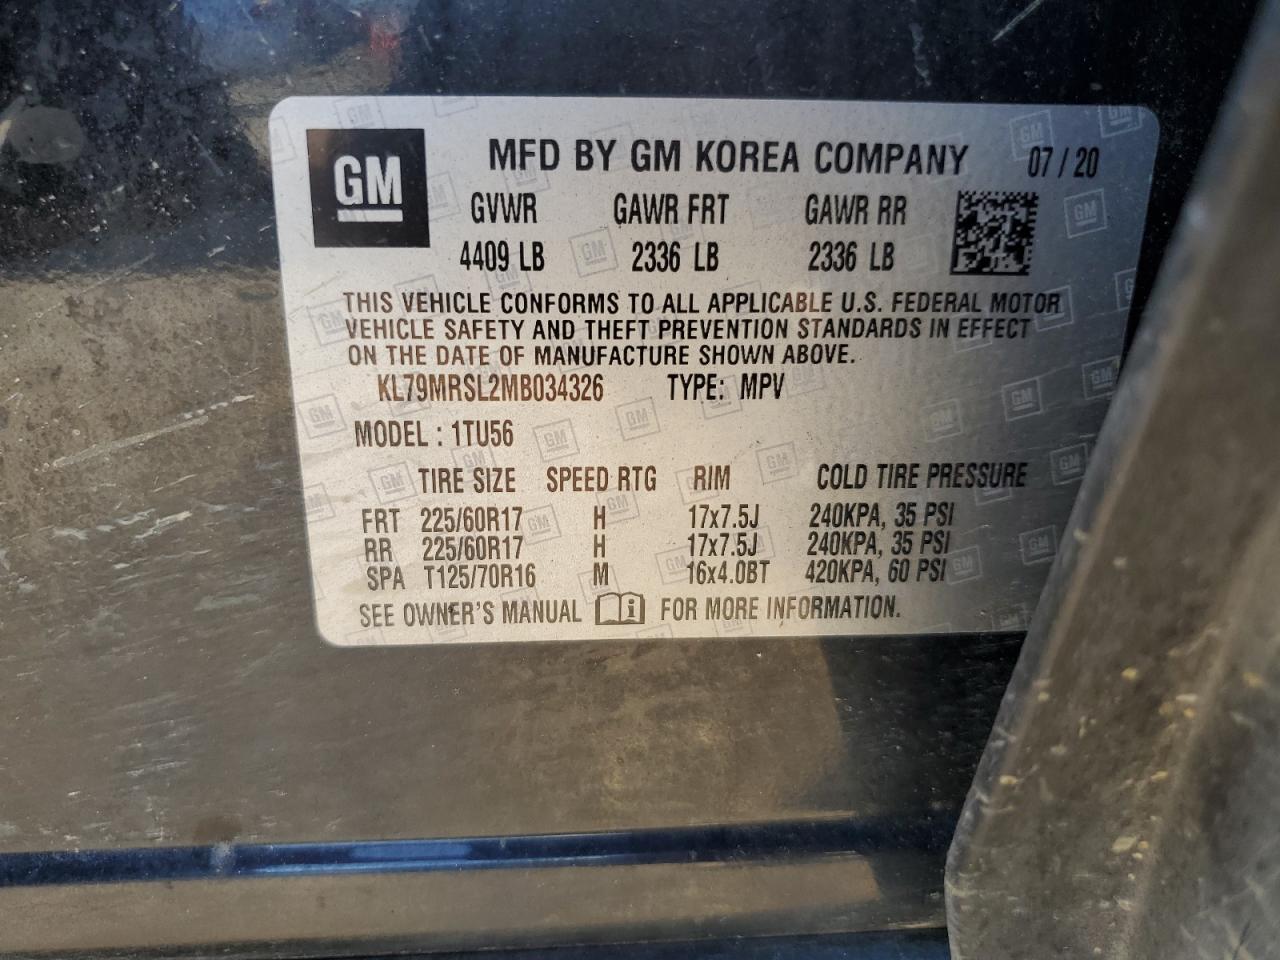 GM MFD BY GM KOREA COMPANY 07/20
GVWR GAWR FRT GAWR RR
4409 LB 2336 LB 2336 LB
THIS VEHICLE CONFORMS TO ALL APPLICABLE U.S. FEDERAL MOTOR
VEHICLE SAFETY AND THEFT PREVENTION STANDARDS IN EFFECT
ON THE DATE OF MANUFACTURE SHOWN ABOVE.
KL79MRSL2MB034326 TYPE: MPV
MODEL : 1TU56
TIRE SIZE SPEED RTG RIM COLD TIRE PRESSURE
FRT 225/60R17 H 17x7.5J 240KPA, 35 PSI
RR 225/60R17 H 17x7.5J 240KPA, 35 PSI
SPA T125/70R16 M 16x4.0BT 420KPA, 60 PSI
SEE OWNER'S MANUAL FOR MORE INFORMATION.